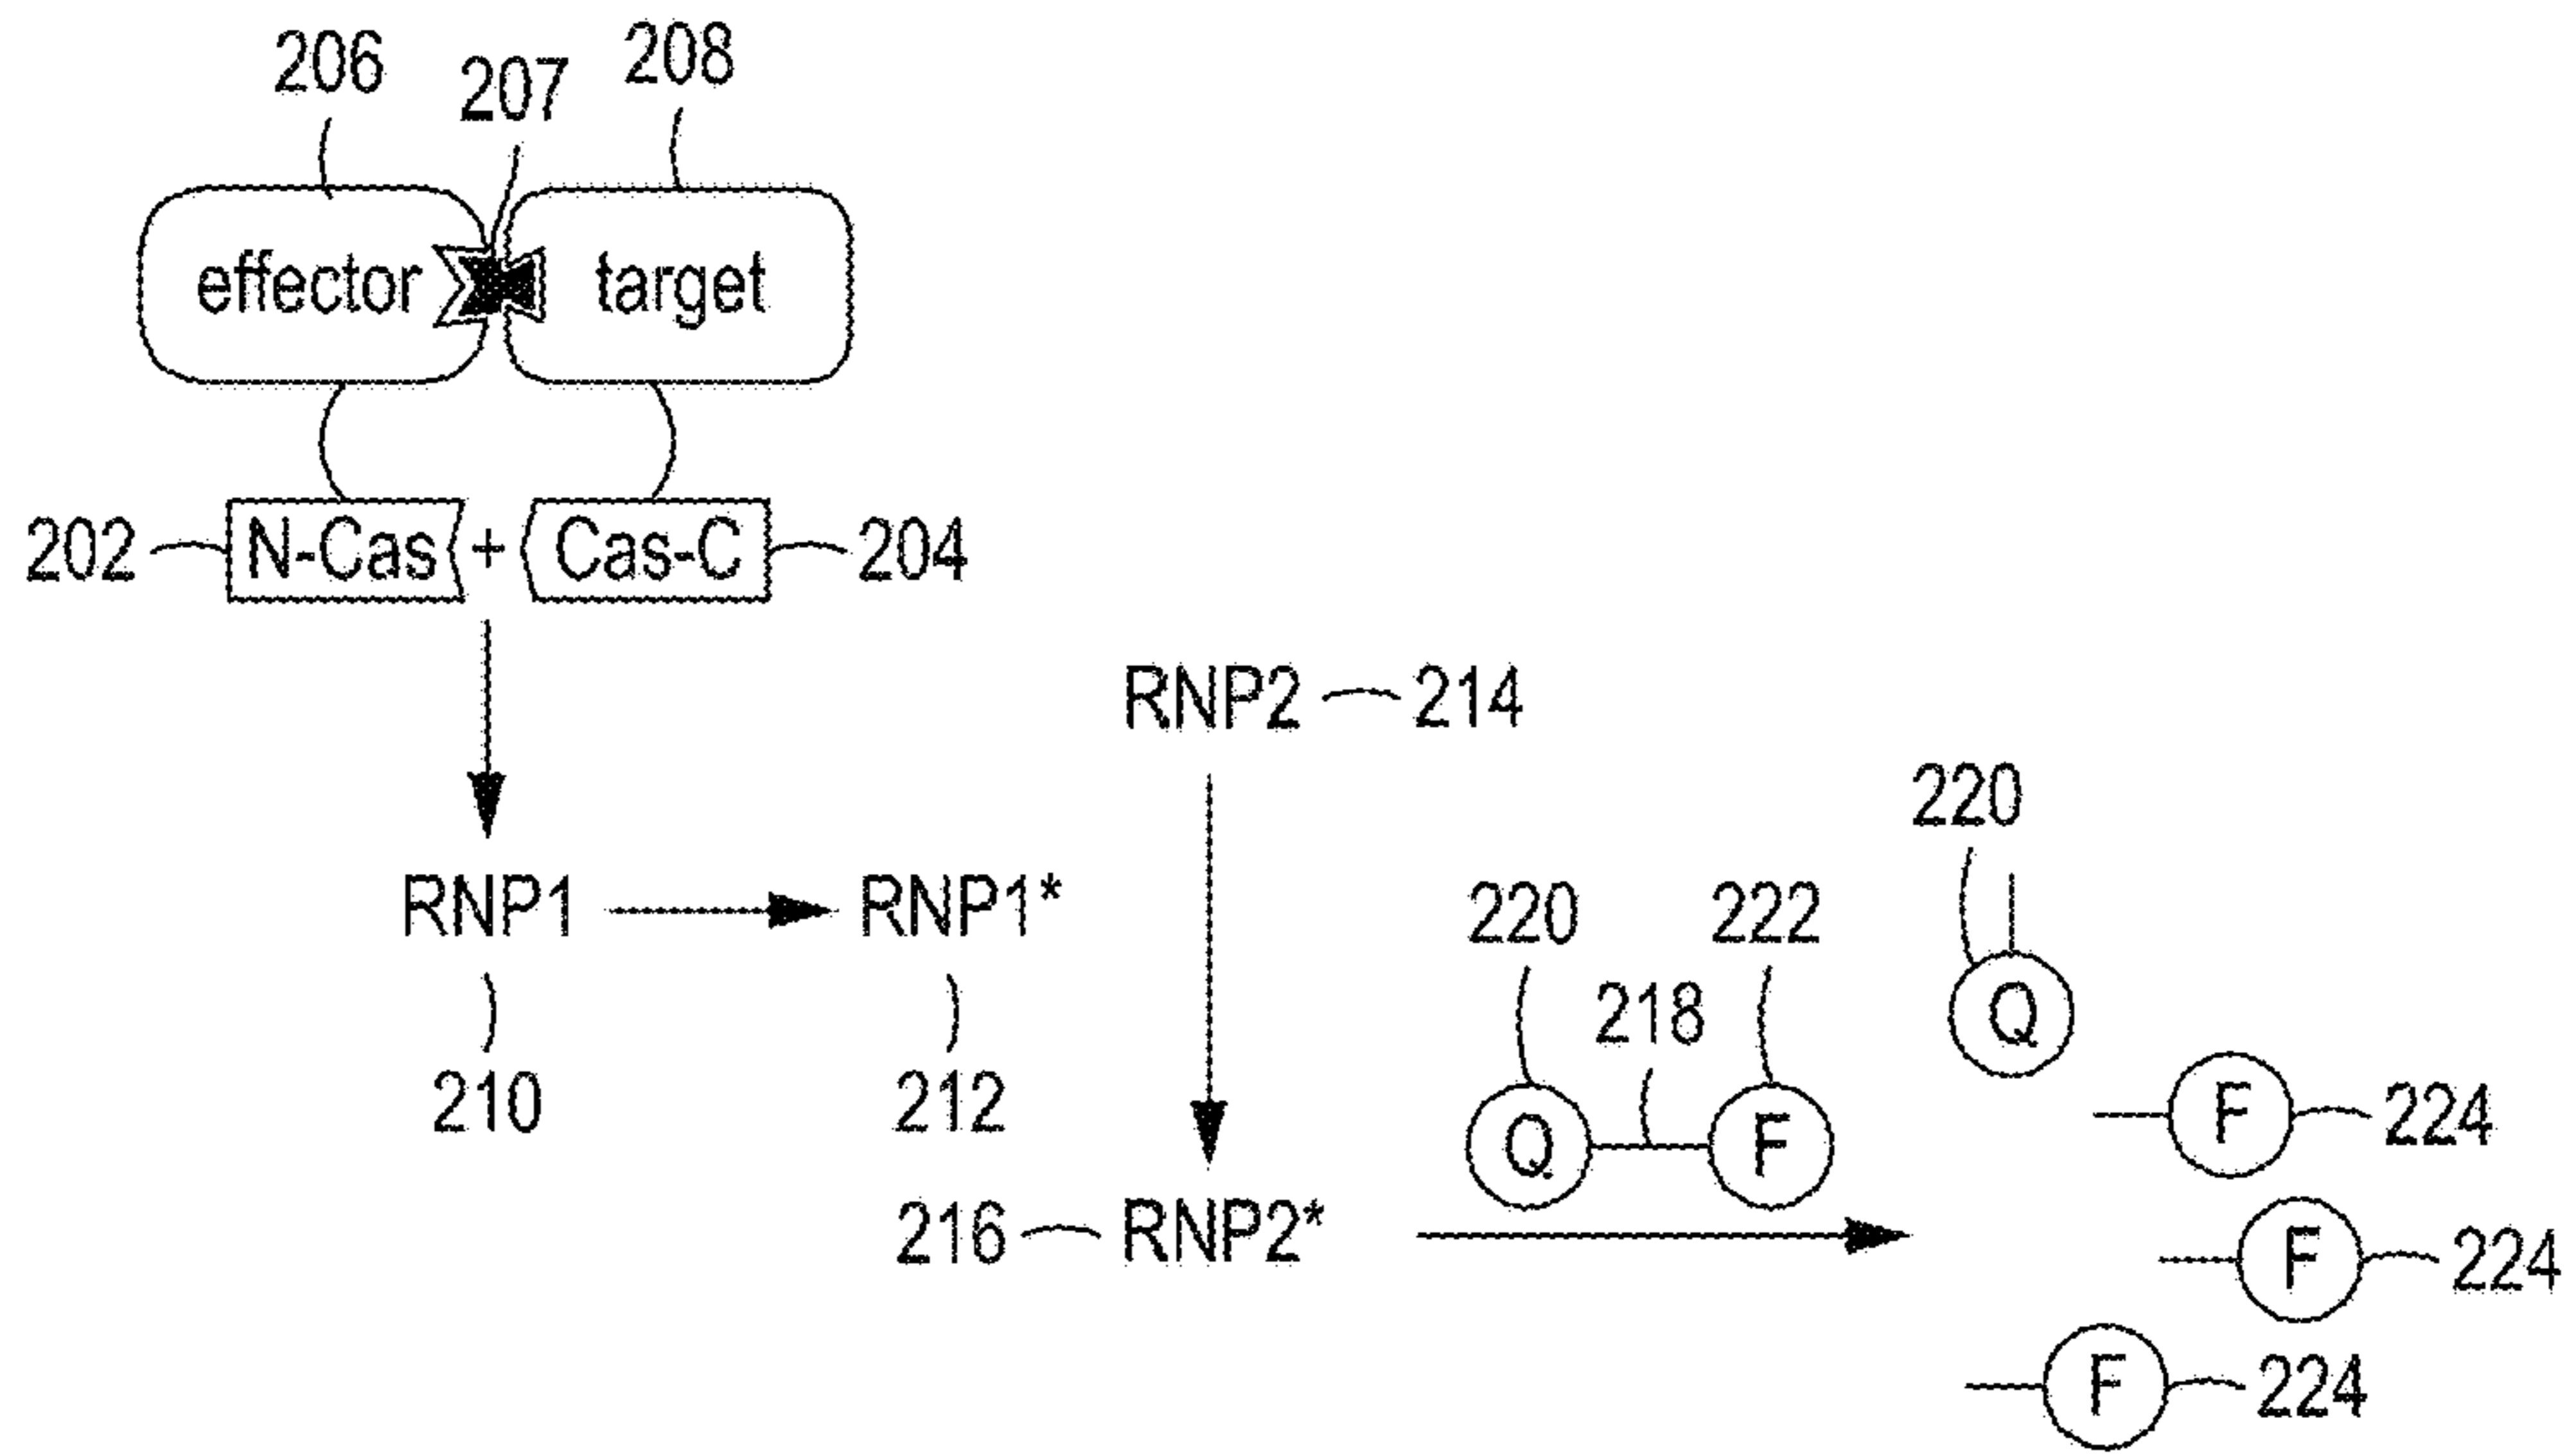 206 207 208
effector target
202 N-Cas + Cas-C 204
RNP2 214
220
RNP1 RNP1*
220 222
218
Q
210 212
Q F
F 224
216 RNP2*
F 224
F 224